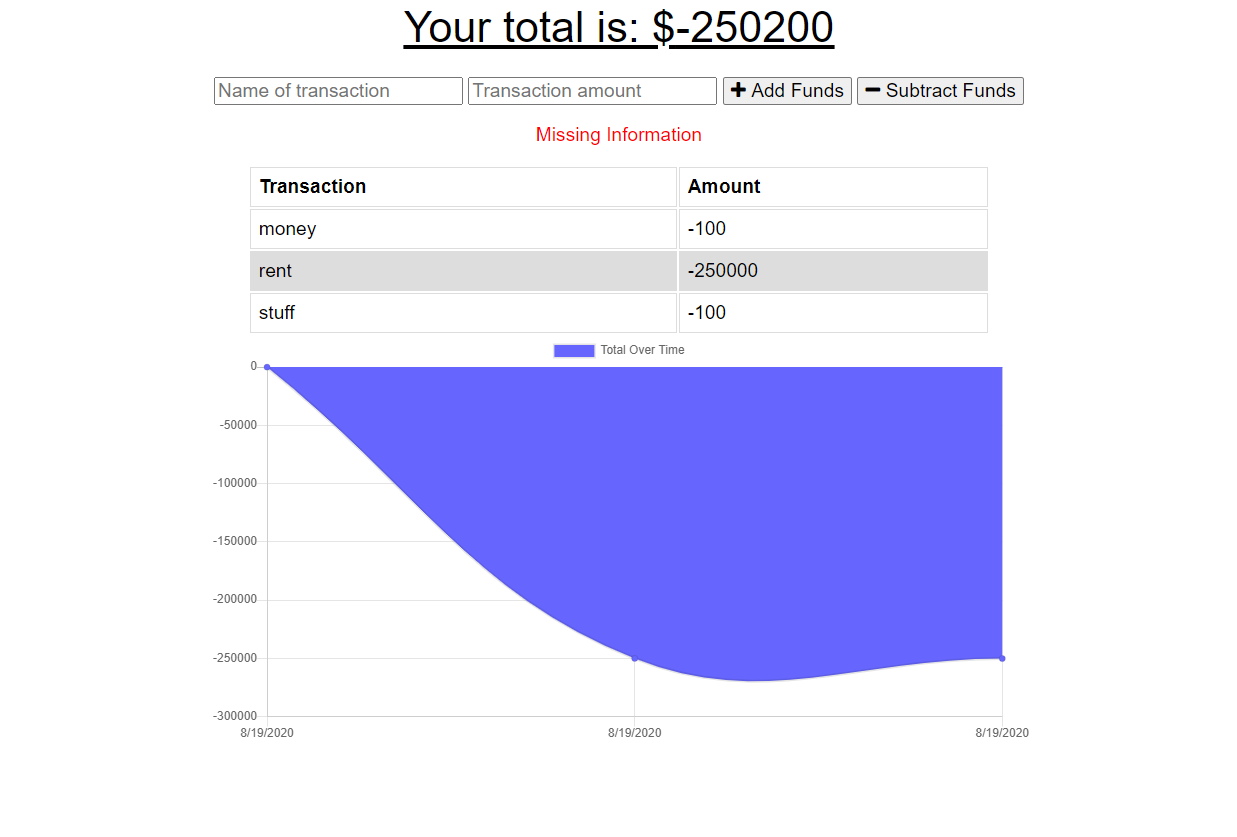 Your total is: $-250200
Name of transaction Transaction amount Add Funds Subtract Funds
Missing Information
Transaction Amount
money -100
rent -250000
stuff -100
Total Over Time
0
-50000
-100000
-150000
-200000
-250000
-300000
8/19/2020 8/19/2020 8/19/2020